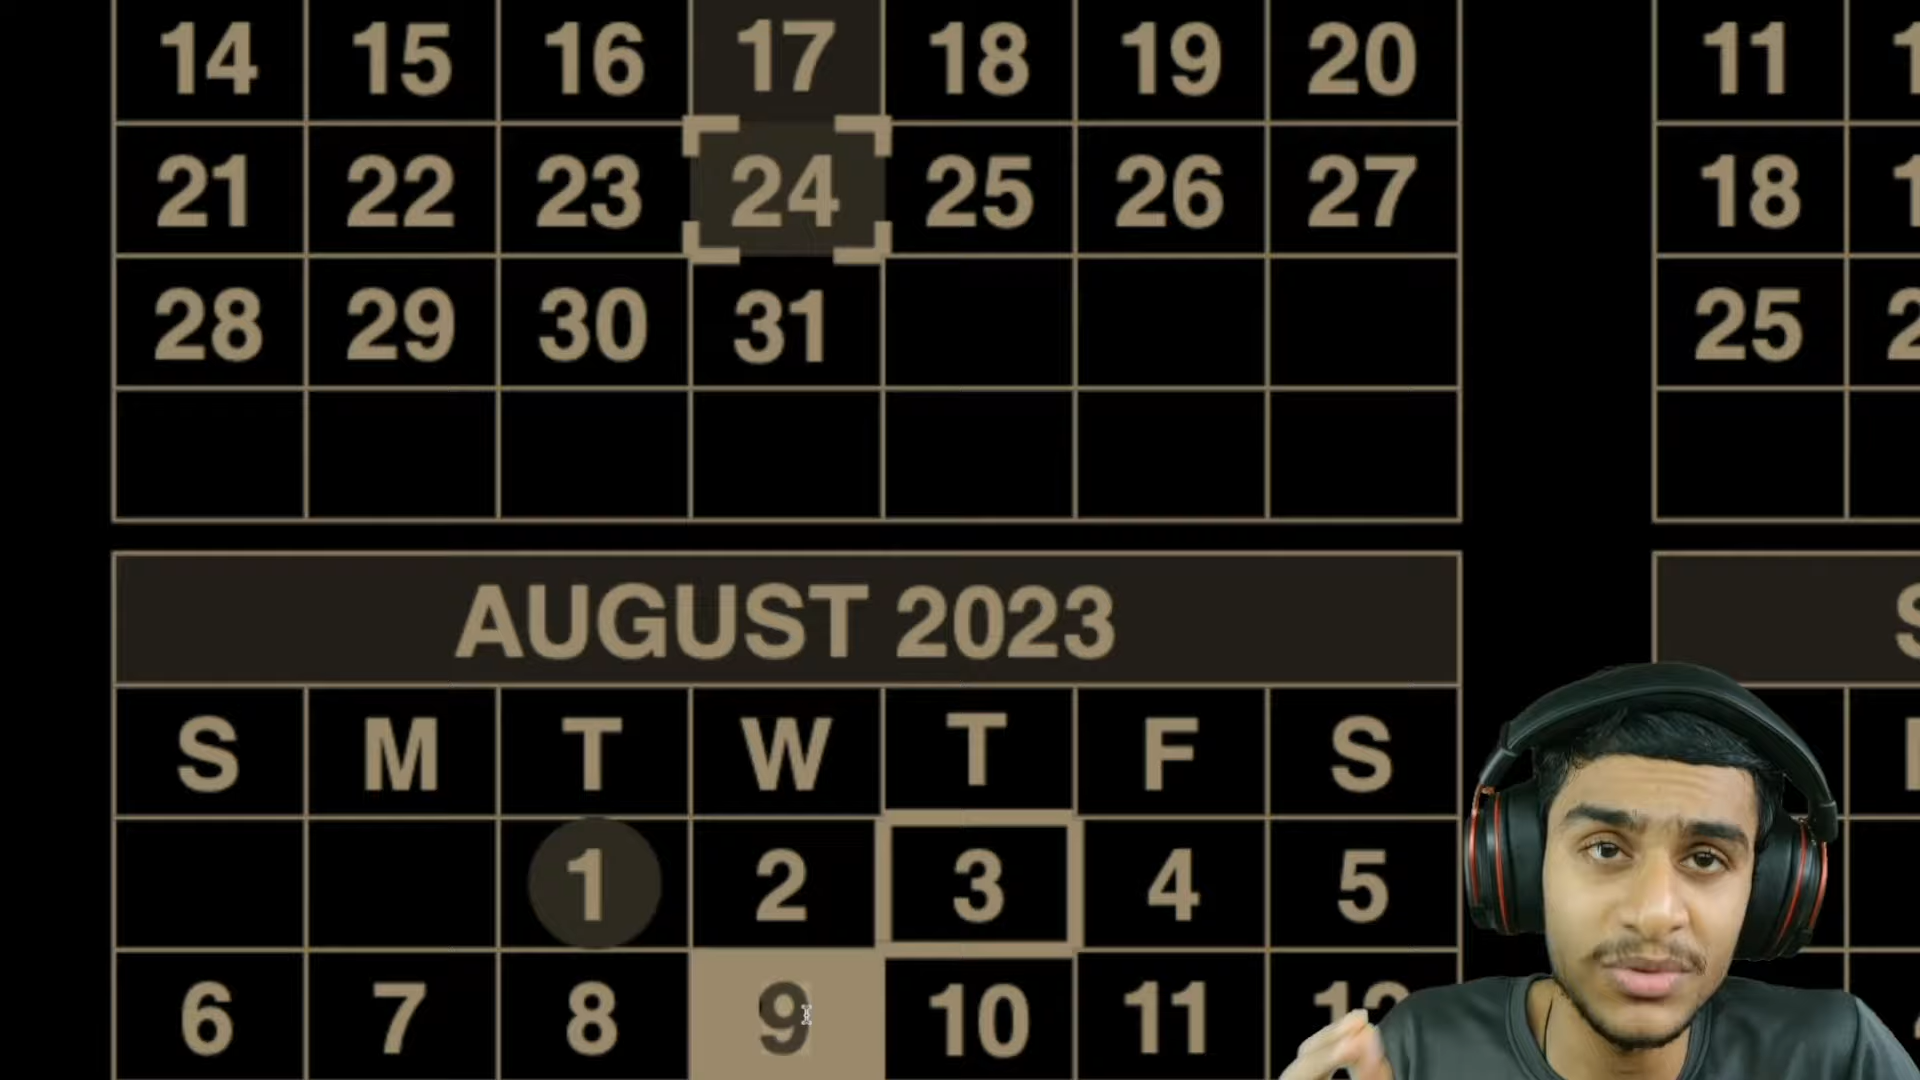 14 15 16 17 18 19 20
21 22 23 24 25 26 27
28 29 30 31
AUGUST 2023
S M T W T F S
1 2 3 4 5
6 7 8 9 10 11 12
11
18
25